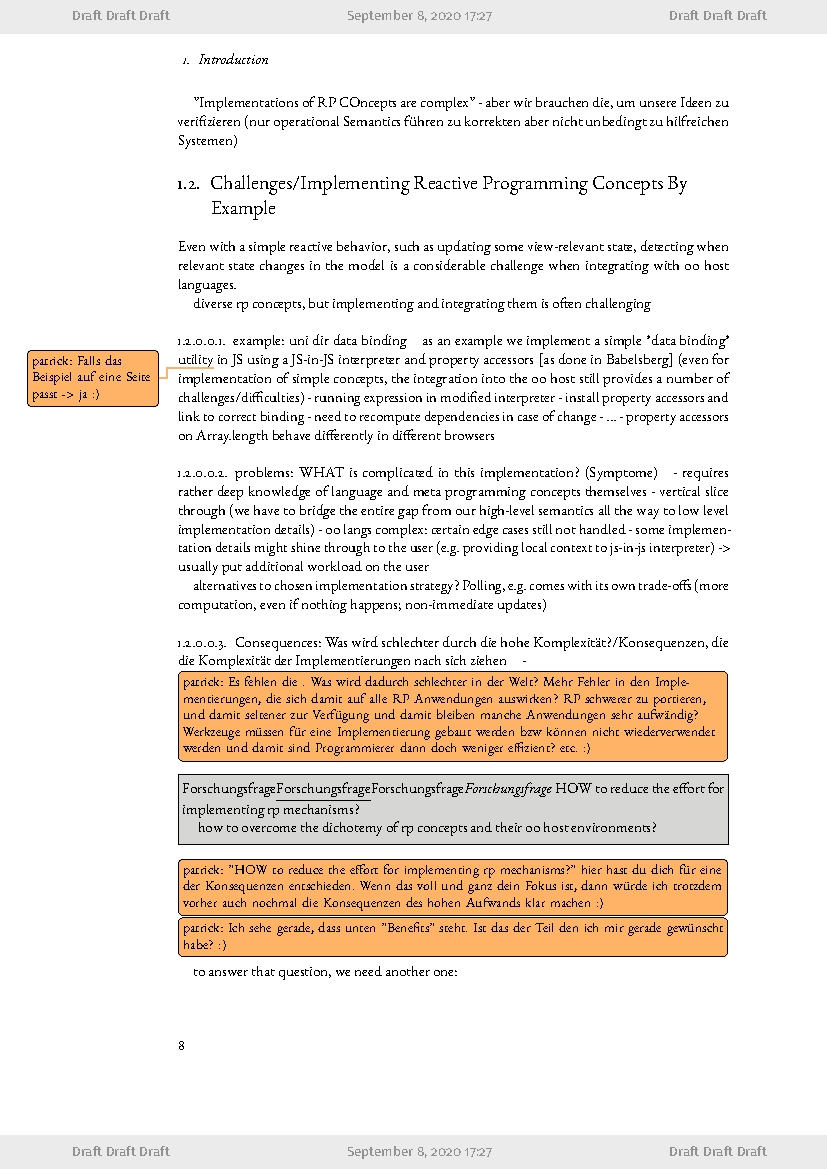 Draft Draft Draft September 8, 2020 17:27 Draft Draft Draft
1. Introduction
"Implementations of RP COncepts are complex" - aber wir brauchen die, um unsere Ideen zu
verifizieren (nur operational Semantics führen zu korrekten aber nicht unbedingt zu hilfreichen
Systemen)
1.2. Challenges/Implementing Reactive Programming Concepts By
Example
Even with a simple reactive behavior, such as updating some view-relevant state, detecting when
relevant state changes in the model is a considerable challenge when integrating with oo host
languages.
diverse rp concepts, but implementing and integrating them is often challenging
1.2.0.0.1. example: uni dir data binding as an example we implement a simple *data binding*
patrick: Falls das
Beispiel auf eine Seite
passt -> ja :)
utility in JS using a JS-in-JS interpreter and property accessors [as done in Babelsberg] (even for
implementation of simple concepts, the integration into the oo host still provides a number of
challenges/difficulties) - running expression in modified interpreter - install property accessors and
link to correct binding - need to recompute dependencies in case of change - ... - property accessors
on Array.length behave differently in different browsers
1.2.0.0.2. problems: WHAT is complicated in this implementation? (Symptome) - requires
rather deep knowledge of language and meta programming concepts themselves - vertical slice
through (we have to bridge the entire gap from our high-level semantics all the way to low level
implementation details) - oo langs complex: certain edge cases still not handled - some implemen-
tation details might shine through to the user (e.g. providing local context to js-in-js interpreter) ->
usually put additional workload on the user
alternatives to chosen implementation strategy? Polling, e.g. comes with its own trade-offs (more
computation, even if nothing happens; non-immediate updates)
1.2.0.0.3. Consequences: Was wird schlechter durch die hohe Komplexität?/Konsequenzen, die
die Komplexität der Implementierungen nach sich ziehen -
patrick: Es fehlen die . Was wird dadurch schlechter in der Welt? Mehr Fehler in den Imple-
mentierungen, die sich damit auf alle RP Anwendungen auswirken? RP schwerer zu portieren,
und damit seltener zur Verfügung und damit bleiben manche Anwendungen sehr aufwändig?
Werkzeuge müssen für eine Implementierung gebaut werden bzw können nicht wiederverwendet
werden und damit sind Programmierer dann doch weniger effizient? etc. :)
ForschungsfrageForschungsfrageForschungsfrageForschungsfrage HOW to reduce the effort for
implementing rp mechanisms?
how to overcome the dichotemy of rp concepts and their oo host environments?
patrick: "HOW to reduce the effort for implementing rp mechanisms?" hier hast du dich für eine
der Konsequenzen entschieden. Wenn das voll und ganz dein Fokus ist, dann würde ich trotzdem
vorher auch nochmal die Konsequenzen des hohen Aufwands klar machen :)
patrick: Ich sehe gerade, dass unten "Benefits" steht. Ist das der Teil den ich mir gerade gewünscht
habe? :)
to answer that question, we need another one:
8
Draft Draft Draft September 8, 2020 17:27 Draft Draft Draft